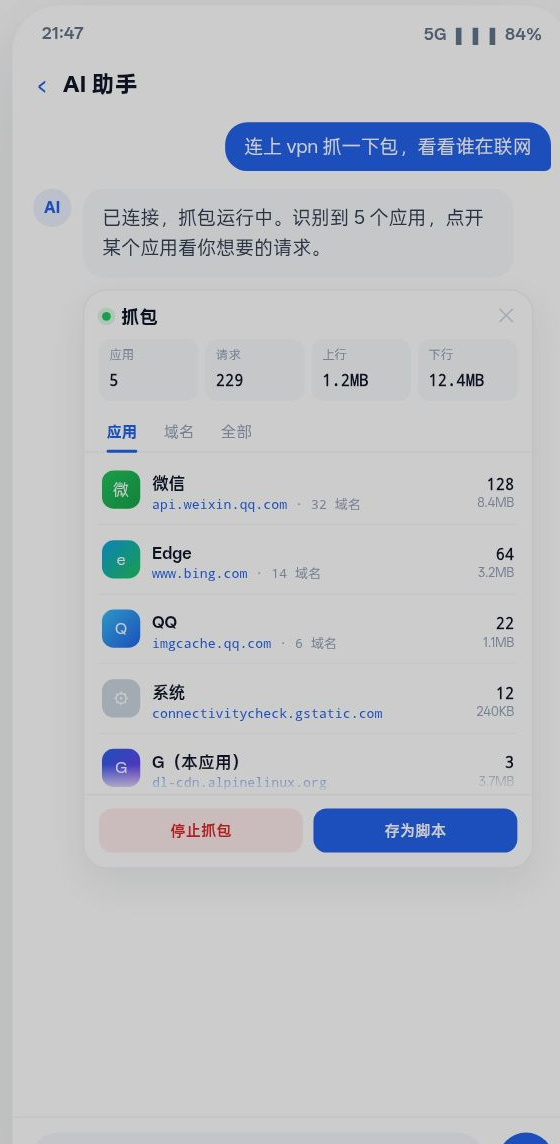 21:47
5G 84%
AI 助手
连上 vpn 抓一下包，看看谁在联网
AI
已连接，抓包运行中。识别到 5 个应用，点开
某个应用看你想要的请求。
抓包
应用 请求 上行 下行
5 229 1.2MB 12.4MB
应用 域名 全部
微 微信 128
api.weixin.qq.com · 32 域名 8.4MB
e Edge 64
www.bing.com · 14 域名 3.2MB
Q QQ 22
imgcache.qq.com · 6 域名 1.1MB
系统 12
connectivitycheck.gstatic.com 240KB
G G（本应用） 3
dl-cdn.alpinelinux.org 3.7MB
停止抓包 存为脚本